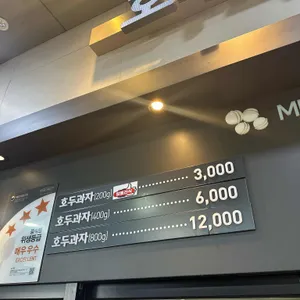 호
M
호두과자(200g) 3,000
호두과자(400g) 6,000
호두과자(800g) 12,000
위생등급
매우 우수